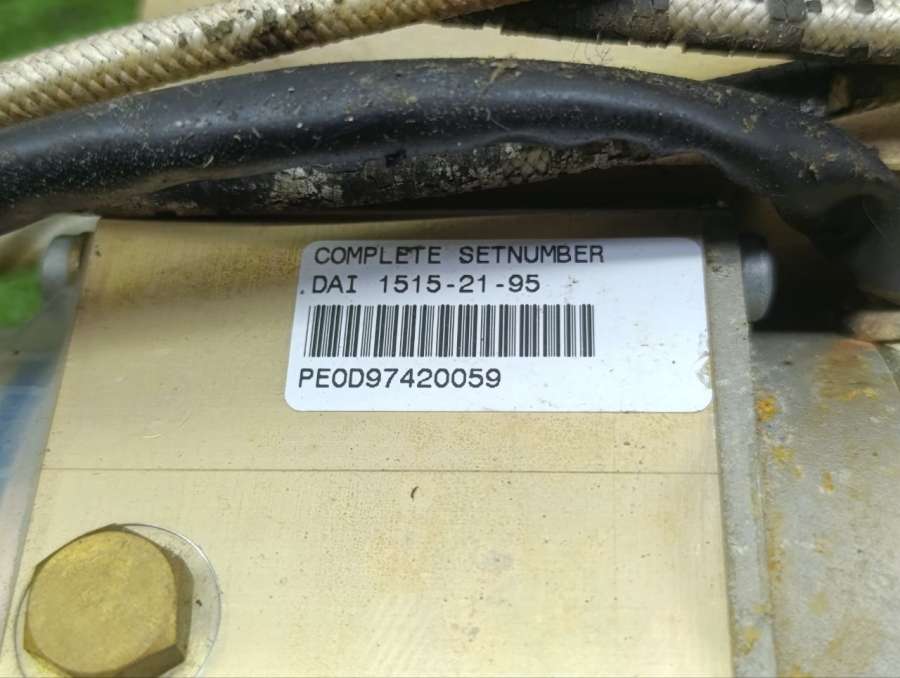 COMPLETE SETNUMBER
DAI 1515-21-95
PE0D97420059